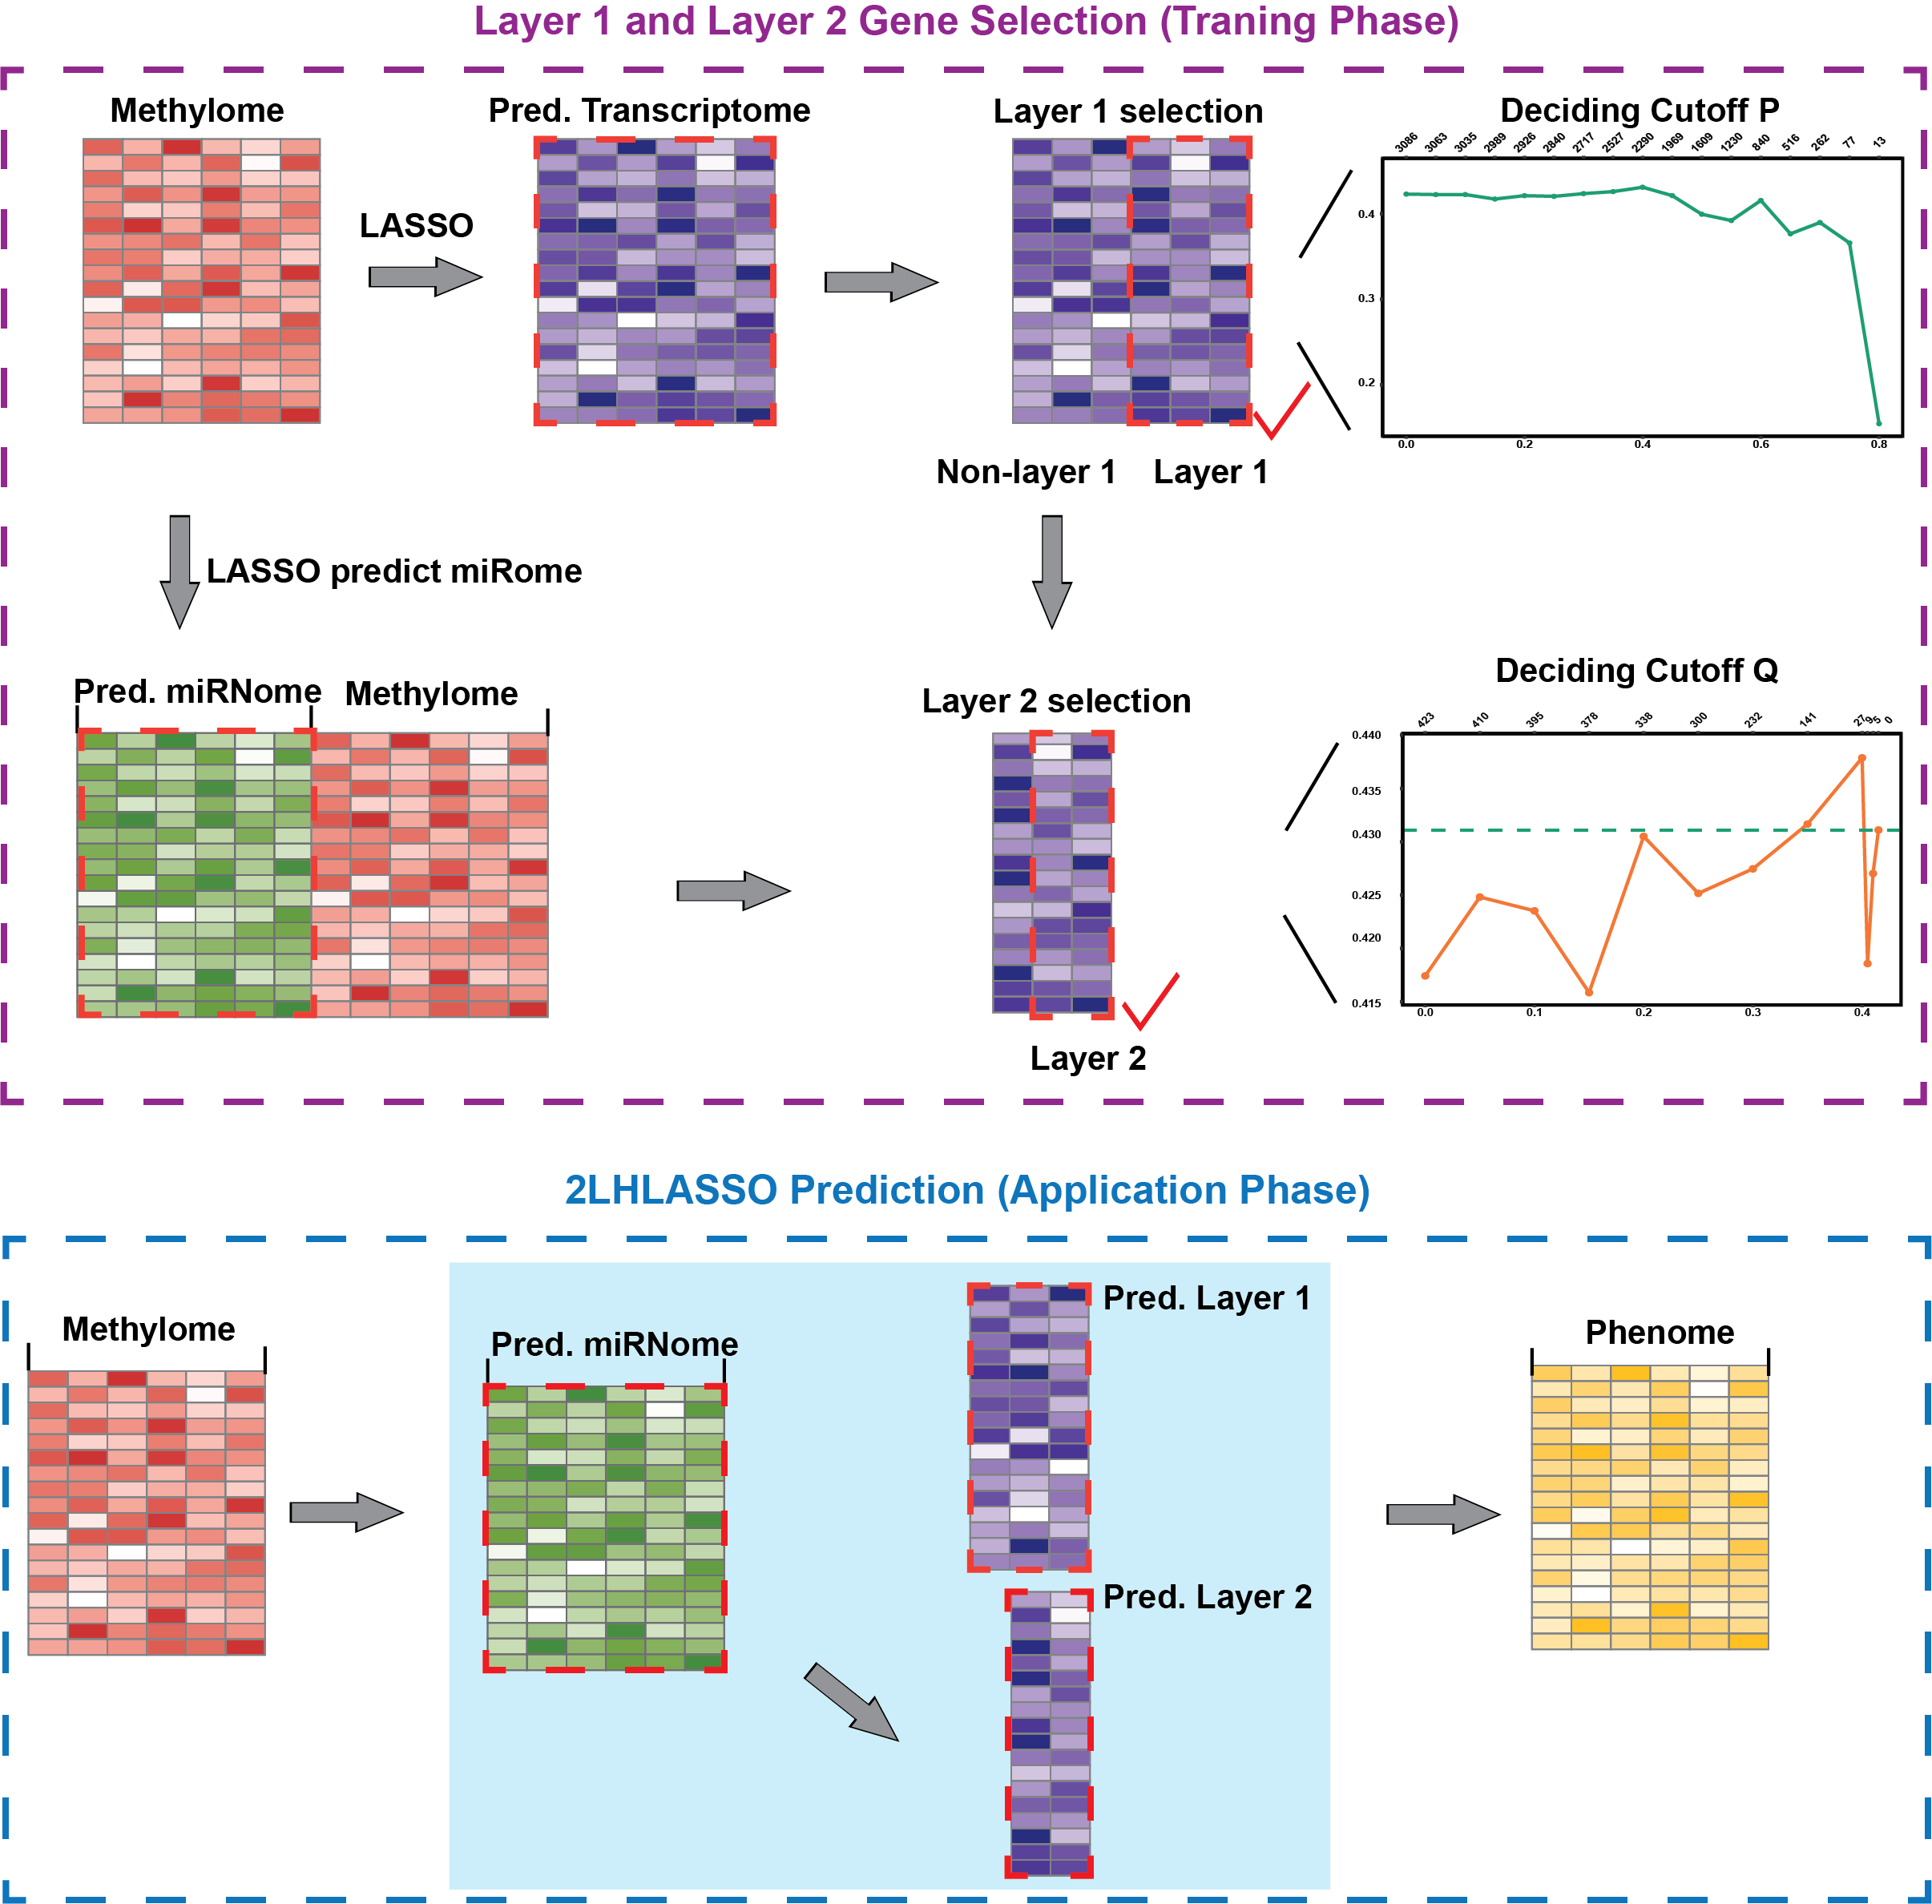 Layer 1 and Layer 2 Gene Selection (Traning Phase)
Methylome
Pred. Transcriptome
Layer 1 selection
Deciding Cutoff P
3086 3063 3035 2989 2926 2840 2717 2527 2290 1969 1609 1230 840 516 262 77 13
LASSO
0.4
0.3
0.2
0.0 0.2 0.4 0.6 0.8
Non-layer 1
Layer 1
LASSO predict miRome
Pred. miRNome
Methylome
Layer 2 selection
Deciding Cutoff Q
423 410 395 378 338 300 232 141 27 9 5 0
0.440
0.435
0.430
0.425
0.420
0.415
0.0 0.1 0.2 0.3 0.4
Layer 2
2LHLASSO Prediction (Application Phase)
Methylome
Pred. miRNome
Pred. Layer 1
Pred. Layer 2
Phenome